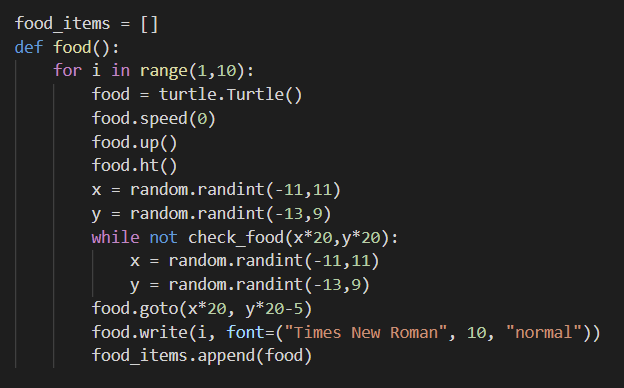 food_items = []
def food():
    for i in range(1,10):
        food = turtle.Turtle()
        food.speed(0)
        food.up()
        food.ht()
        x = random.randint(-11,11)
        y = random.randint(-13,9)
        while not check_food(x*20,y*20):
            x = random.randint(-11,11)
            y = random.randint(-13,9)
        food.goto(x*20, y*20-5)
        food.write(i, font=("Times New Roman", 10, "normal"))
        food_items.append(food)